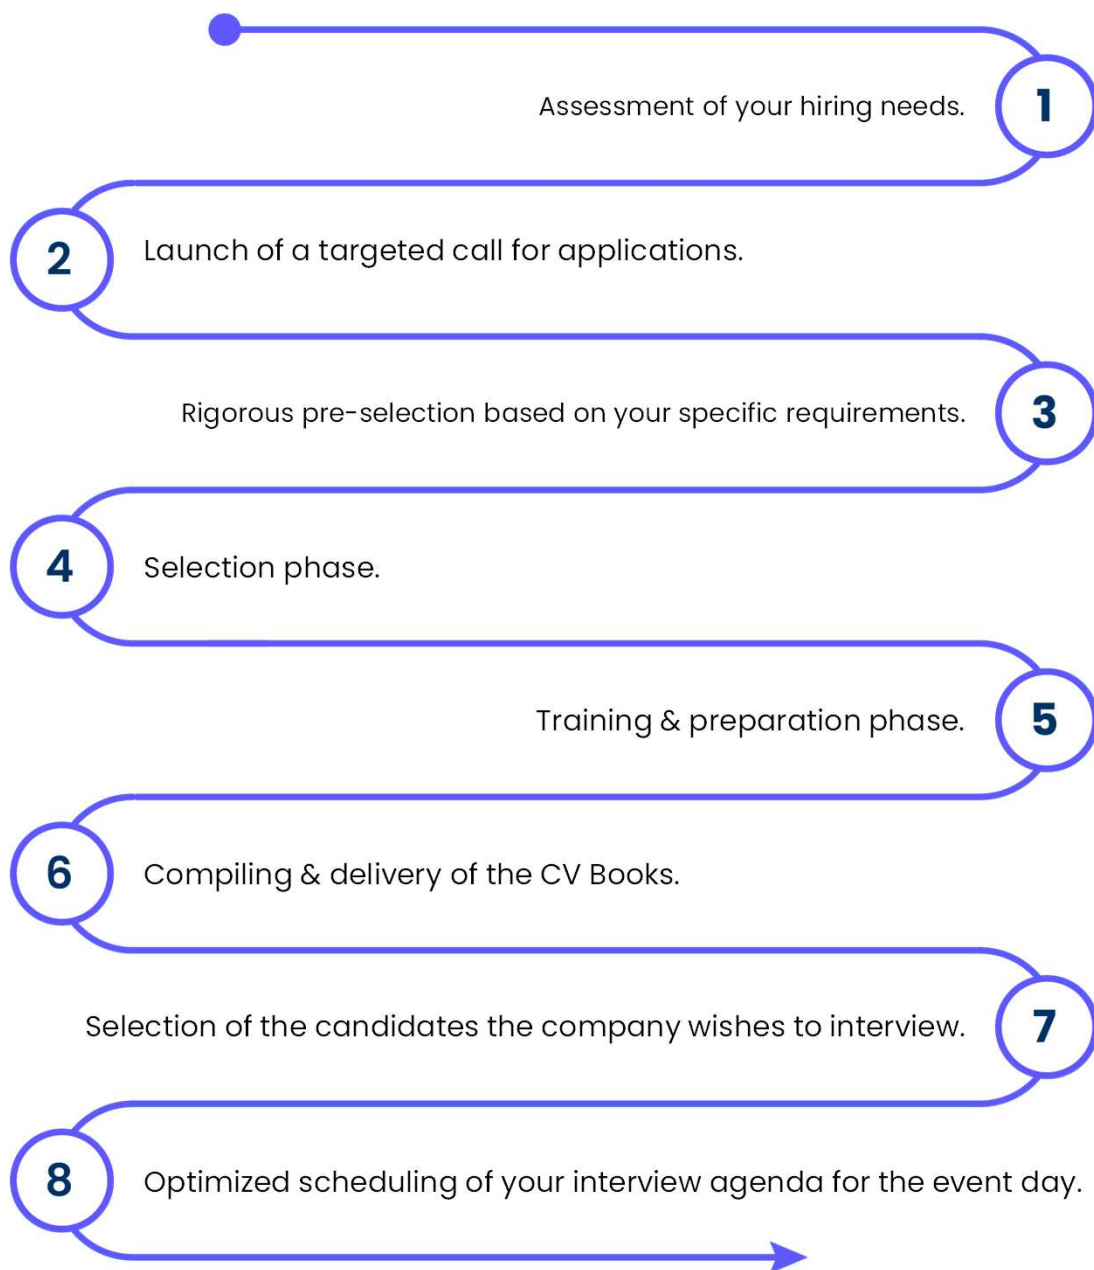 1
Assessment of your hiring needs.
2
Launch of a targeted call for applications.
3
Rigorous pre-selection based on your specific requirements.
4
Selection phase.
5
Training & preparation phase.
6
Compiling & delivery of the CV Books.
7
Selection of the candidates the company wishes to interview.
8
Optimized scheduling of your interview agenda for the event day.